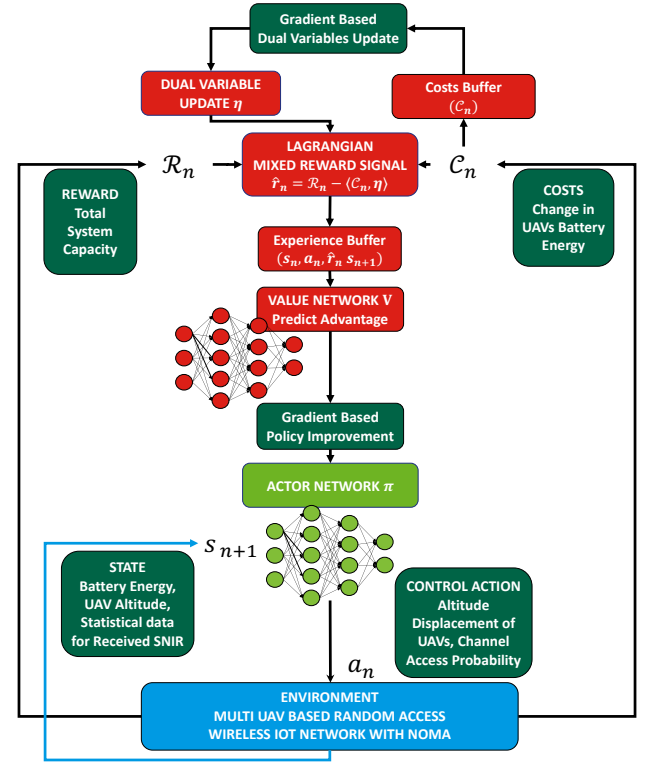 Gradient Based
Dual Variables Update
DUAL VARIABLE
UPDATE η
Costs Buffer
(𝒞ₙ)
LAGRANGIAN
MIXED REWARD SIGNAL
r̂ₙ = ℛₙ − ⟨𝒞ₙ, η⟩
ℛₙ
𝒞ₙ
REWARD
Total
System
Capacity
COSTS
Change in
UAVs Battery
Energy
Experience Buffer
(sₙ, aₙ, r̂ₙ sₙ₊₁)
VALUE NETWORK V
Predict Advantage
Gradient Based
Policy Improvement
ACTOR NETWORK π
sₙ₊₁
STATE
Battery Energy,
UAV Altitude,
Statistical data
for Received SNIR
CONTROL ACTION
Altitude
Displacement of
UAVs, Channel
Access Probability
aₙ
ENVIRONMENT
MULTI UAV BASED RANDOM ACCESS
WIRELESS IOT NETWORK WITH NOMA